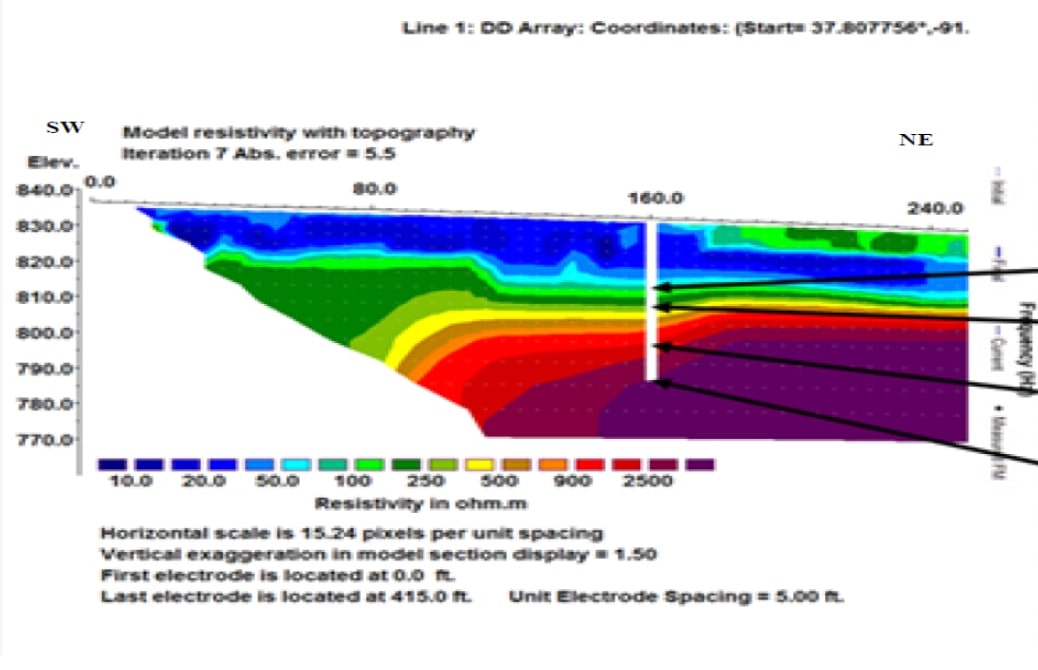 Line 1: DD Array: Coordinates: (Start= 37.807756°,-91.
SW
Model resistivity with topography
Iteration 7 Abs. error = 5.5
NE
Elev.
0.0 80.0 160.0 240.0
840.0
830.0
820.0
810.0
800.0
790.0
780.0
770.0
Initial
Final
Current
Frequency (Hz)
10.0 20.0 50.0 100 250 500 900 2500
Resistivity in ohm.m
Horizontal scale is 15.24 pixels per unit spacing
Vertical exaggeration in model section display = 1.50
First electrode is located at 0.0 ft.
Last electrode is located at 415.0 ft. Unit Electrode Spacing = 5.00 ft.